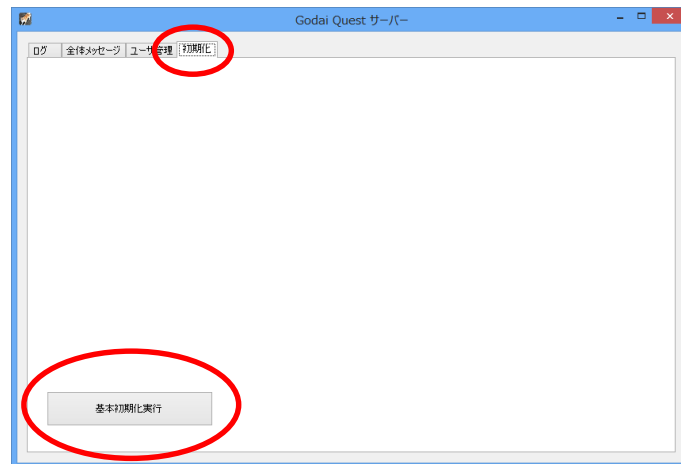 Godai Quest サーバー
ログ 全体メッセージ ユーザ管理 初期化
基本初期化実行